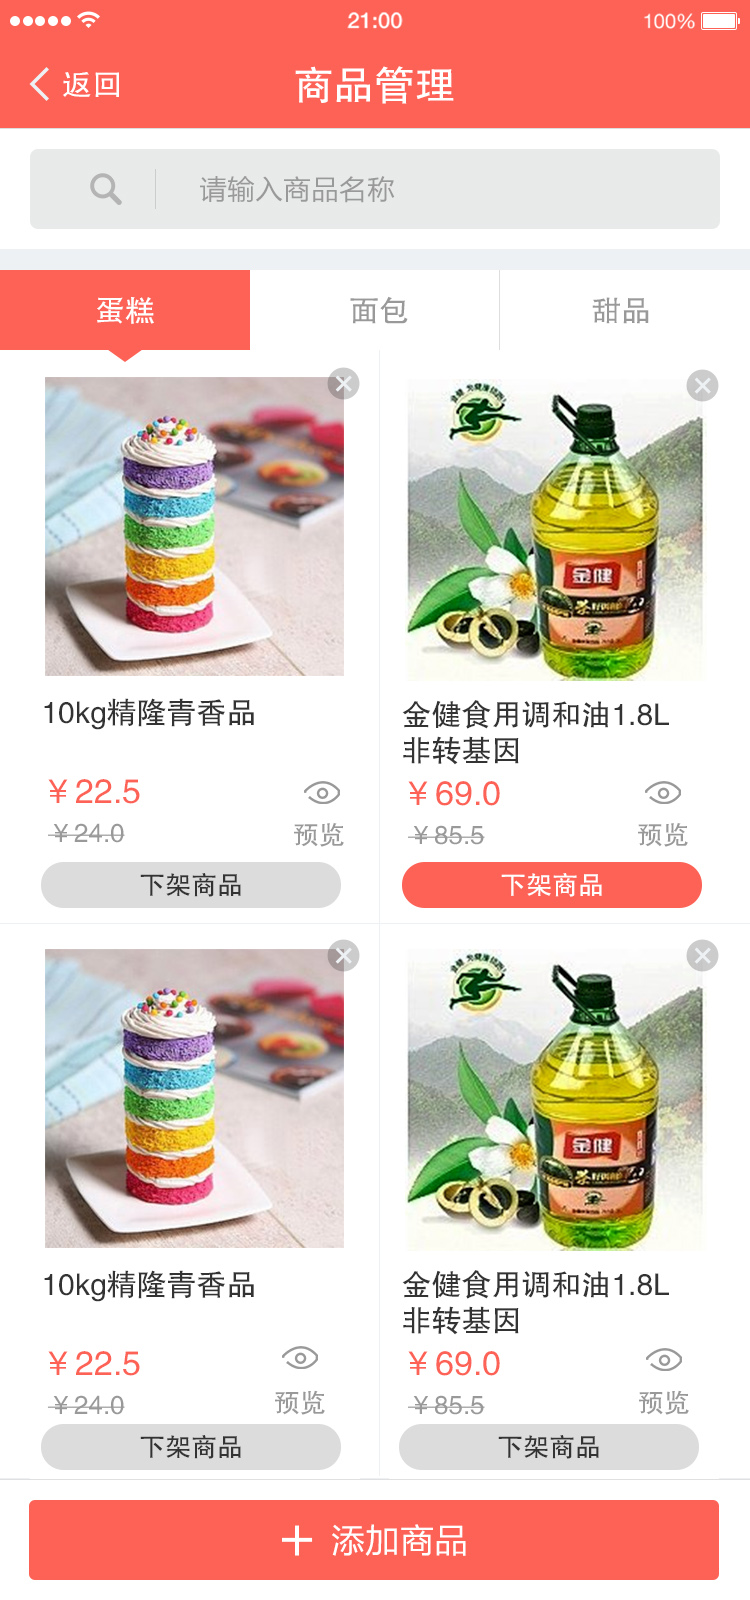 21:00
100%
返回
商品管理
请输入商品名称
蛋糕
面包
甜品
金健
10kg精隆青香品
金健食用调和油1.8L
非转基因
¥22.5
¥69.0
¥24.0
预览
¥85.5
预览
下架商品
下架商品
金健
10kg精隆青香品
金健食用调和油1.8L
非转基因
¥22.5
¥69.0
¥24.0
预览
¥85.5
预览
下架商品
下架商品
添加商品